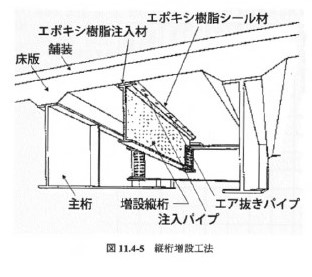 エポキシ樹脂シール材
エポキシ樹脂注入材
舗装
床版
主桁
増設縦桁
エア抜きパイプ
注入パイプ
図 11.4-5 縦桁増設工法